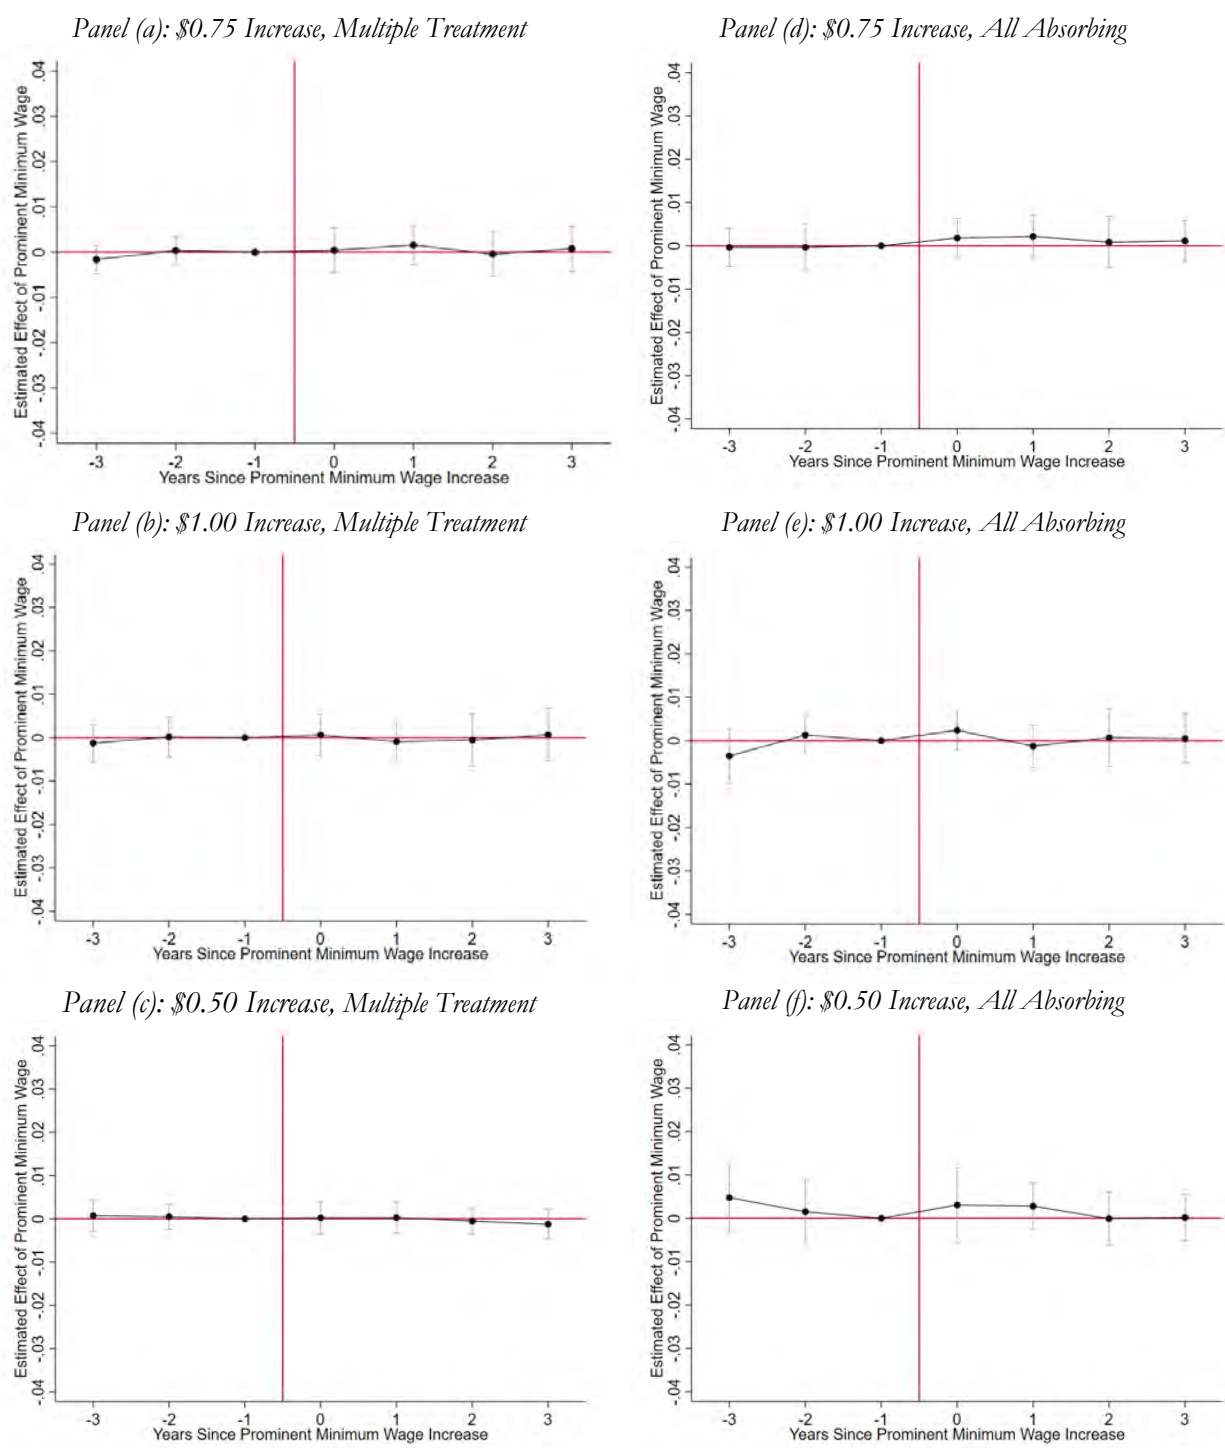 Panel (a): $0.75 Increase, Multiple Treatment
Estimated Effect of Prominent Minimum Wage
.04
.03
.02
.01
0
-.01
-.02
-.03
-.04
-3 -2 -1 0 1 2 3
Years Since Prominent Minimum Wage Increase
Panel (d): $0.75 Increase, All Absorbing
Estimated Effect of Prominent Minimum Wage
.04
.03
.02
.01
0
-.01
-.02
-.03
-.04
-3 -2 -1 0 1 2 3
Years Since Prominent Minimum Wage Increase
Panel (b): $1.00 Increase, Multiple Treatment
Estimated Effect of Prominent Minimum Wage
.04
.03
.02
.01
0
-.01
-.02
-.03
-.04
-3 -2 -1 0 1 2 3
Years Since Prominent Minimum Wage Increase
Panel (e): $1.00 Increase, All Absorbing
Estimated Effect of Prominent Minimum Wage
.04
.03
.02
.01
0
-.01
-.02
-.03
-.04
-3 -2 -1 0 1 2 3
Years Since Prominent Minimum Wage Increase
Panel (c): $0.50 Increase, Multiple Treatment
Estimated Effect of Prominent Minimum Wage
.04
.03
.02
.01
0
-.01
-.02
-.03
-.04
-3 -2 -1 0 1 2 3
Years Since Prominent Minimum Wage Increase
Panel (f): $0.50 Increase, All Absorbing
Estimated Effect of Prominent Minimum Wage
.04
.03
.02
.01
0
-.01
-.02
-.03
-.04
-3 -2 -1 0 1 2 3
Years Since Prominent Minimum Wage Increase